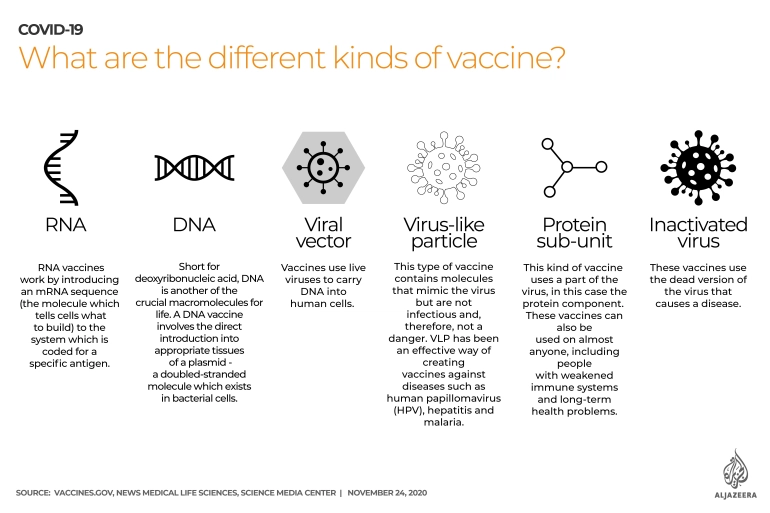 COVID-19
What are the different kinds of vaccine?
RNA
RNA vaccines
work by introducing
an mRNA sequence
(the molecule which
tells cells what
to build) to the
system which is
coded for a
specific antigen.
DNA
Short for
deoxyribonucleic acid, DNA
is another of the
crucial macromolecules for
life. A DNA vaccine
involves the direct
introduction into
appropriate tissues
of a plasmid -
a doubled-stranded
molecule which exists
in bacterial cells.
Viral
vector
Vaccines use live
viruses to carry
DNA into
human cells.
Virus-like
particle
This type of vaccine
contains molecules
that mimic the virus
but are not
infectious and,
therefore, not a
danger. VLP has been
an effective way of
creating
vaccines against
diseases such as
human papillomavirus
(HPV), hepatitis and
malaria.
Protein
sub-unit
This kind of vaccine
uses a part of the
virus, in this case the
protein component.
These vaccines can
also be
used on almost
anyone, including
people
with weakened
immune systems
and long-term
health problems.
Inactivated
virus
These vaccines use
the dead version of
the virus that
causes a disease.
SOURCE: VACCINES.GOV, NEWS MEDICAL LIFE SCIENCES, SCIENCE MEDIA CENTER | NOVEMBER 24, 2020
ALJAZEERA